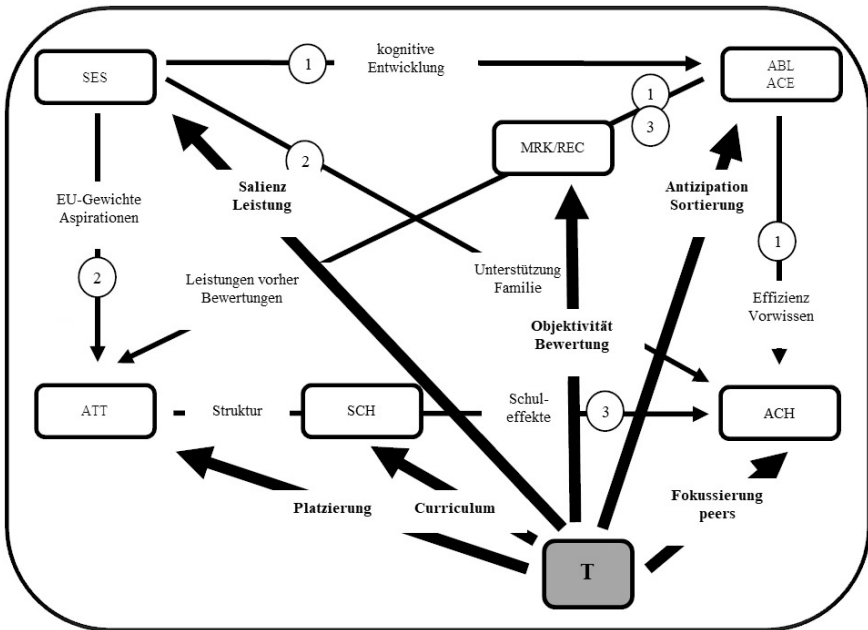 kognitive
Entwicklung
1
SES
ABL
ACE
1
3
MRK/REC
2
Salienz
Leistung
Antizipation
Sortierung
EU-Gewichte
Aspirationen
1
2
Leistungen vorher
Bewertungen
Unterstützung
Familie
Effizienz
Vorwissen
Objektivität
Bewertung
ATT
Struktur
SCH
Schul-
effekte
3
ACH
Platzierung
Curriculum
Fokussierung
peers
T